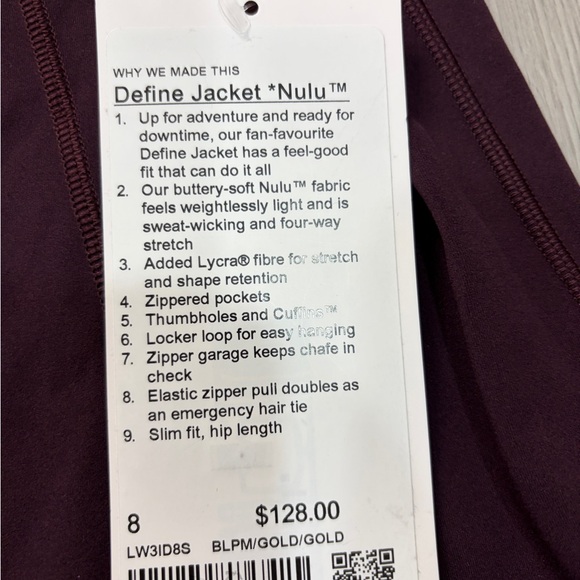 WHY WE MADE THIS
Define Jacket *Nulu™
1. Up for adventure and ready for
downtime, our fan-favourite
Define Jacket has a feel-good
fit that can do it all
2. Our buttery-soft Nulu™ fabric
feels weightlessly light and is
sweat-wicking and four-way
stretch
3. Added Lycra® fibre for stretch
and shape retention
4. Zippered pockets
5. Thumbholes and Cuffins™
6. Locker loop for easy hanging
7. Zipper garage keeps chafe in
check
8. Elastic zipper pull doubles as
an emergency hair tie
9. Slim fit, hip length
8 $128.00
LW3ID8S BLPM/GOLD/GOLD